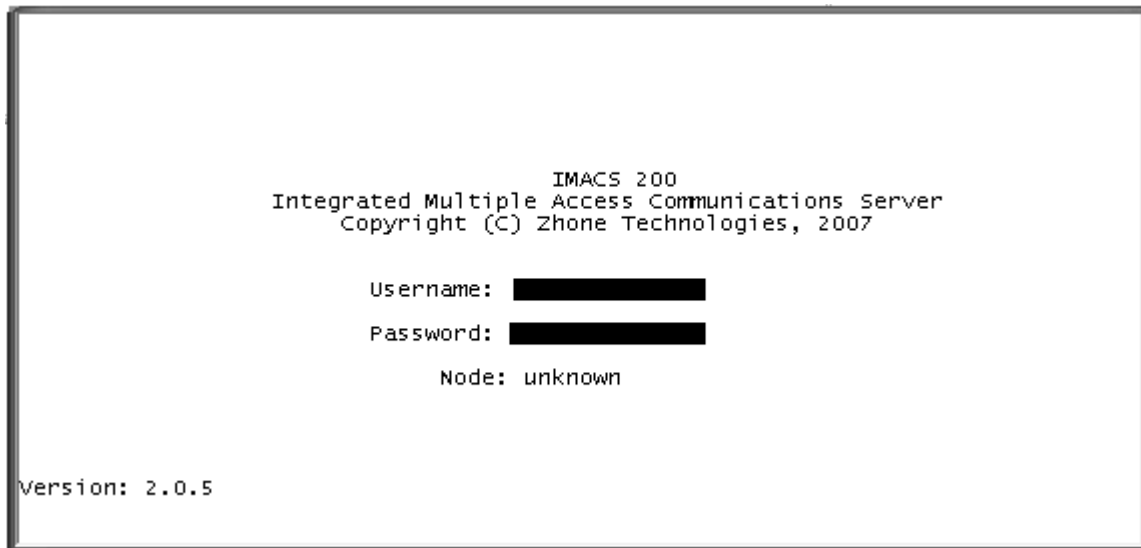 IMACS 200
Integrated Multiple Access Communications Server
Copyright (C) Zhone Technologies, 2007
Username:
Password:
Node: unknown
Version: 2.0.5